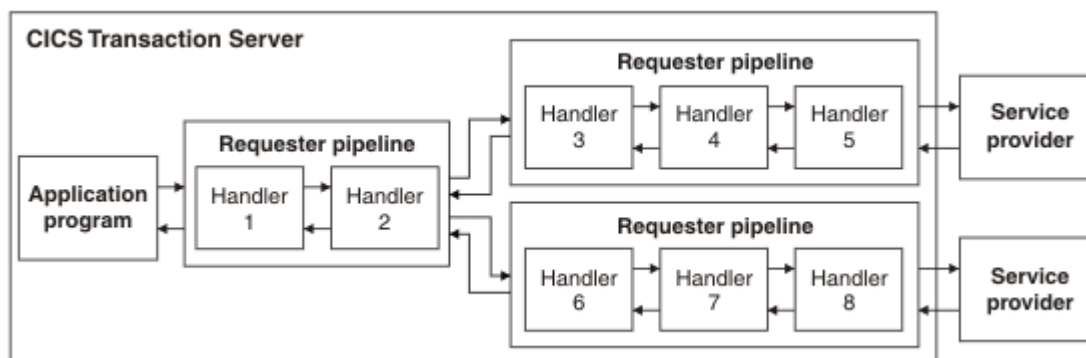 CICS Transaction Server
Requester pipeline
Handler
3
Handler
4
Handler
5
Service
provider
Requester pipeline
Handler
1
Handler
2
Application
program
Requester pipeline
Handler
6
Handler
7
Handler
8
Service
provider